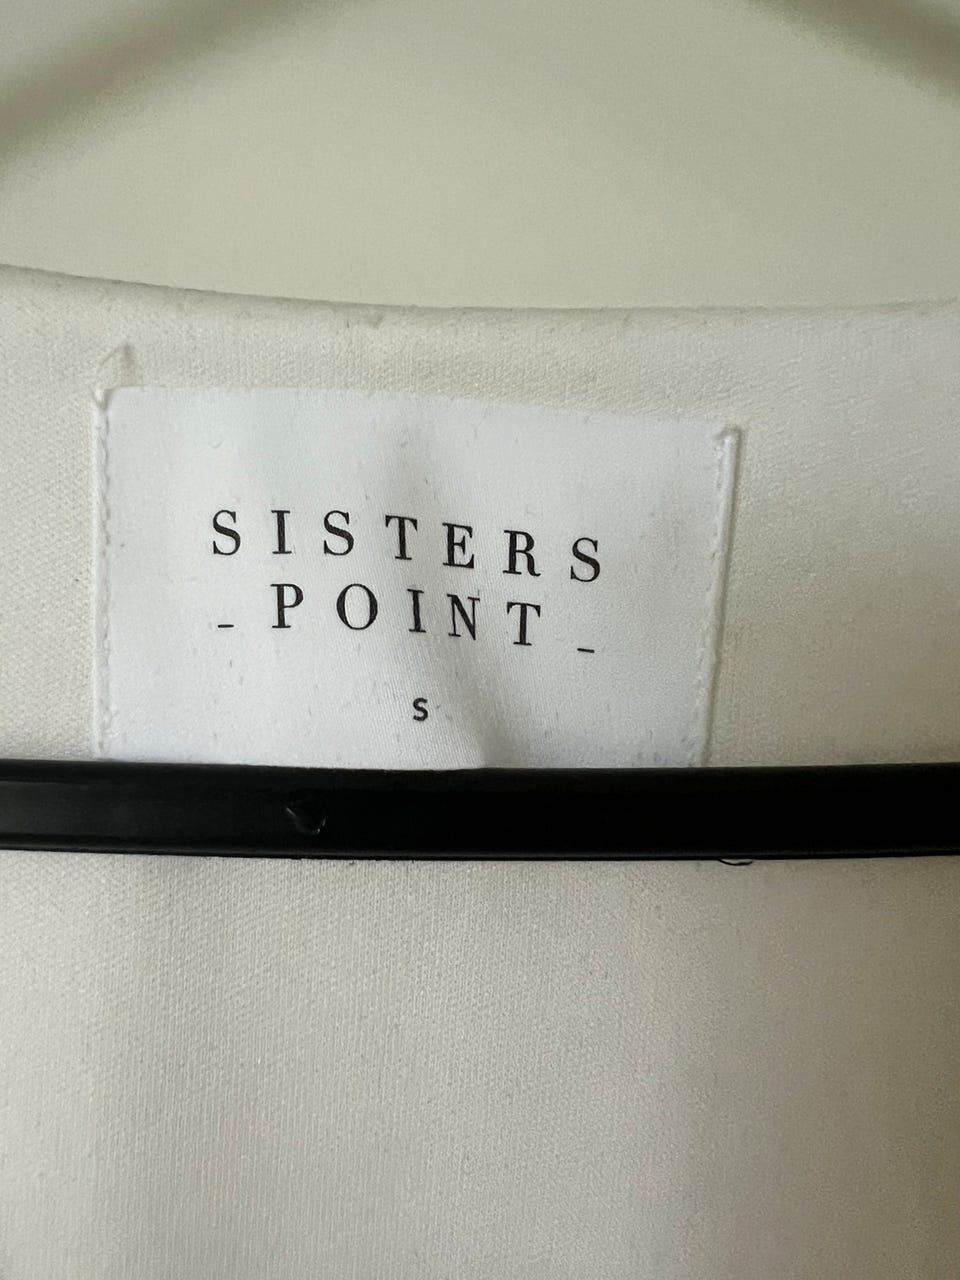 SISTERS
_ POINT _
S